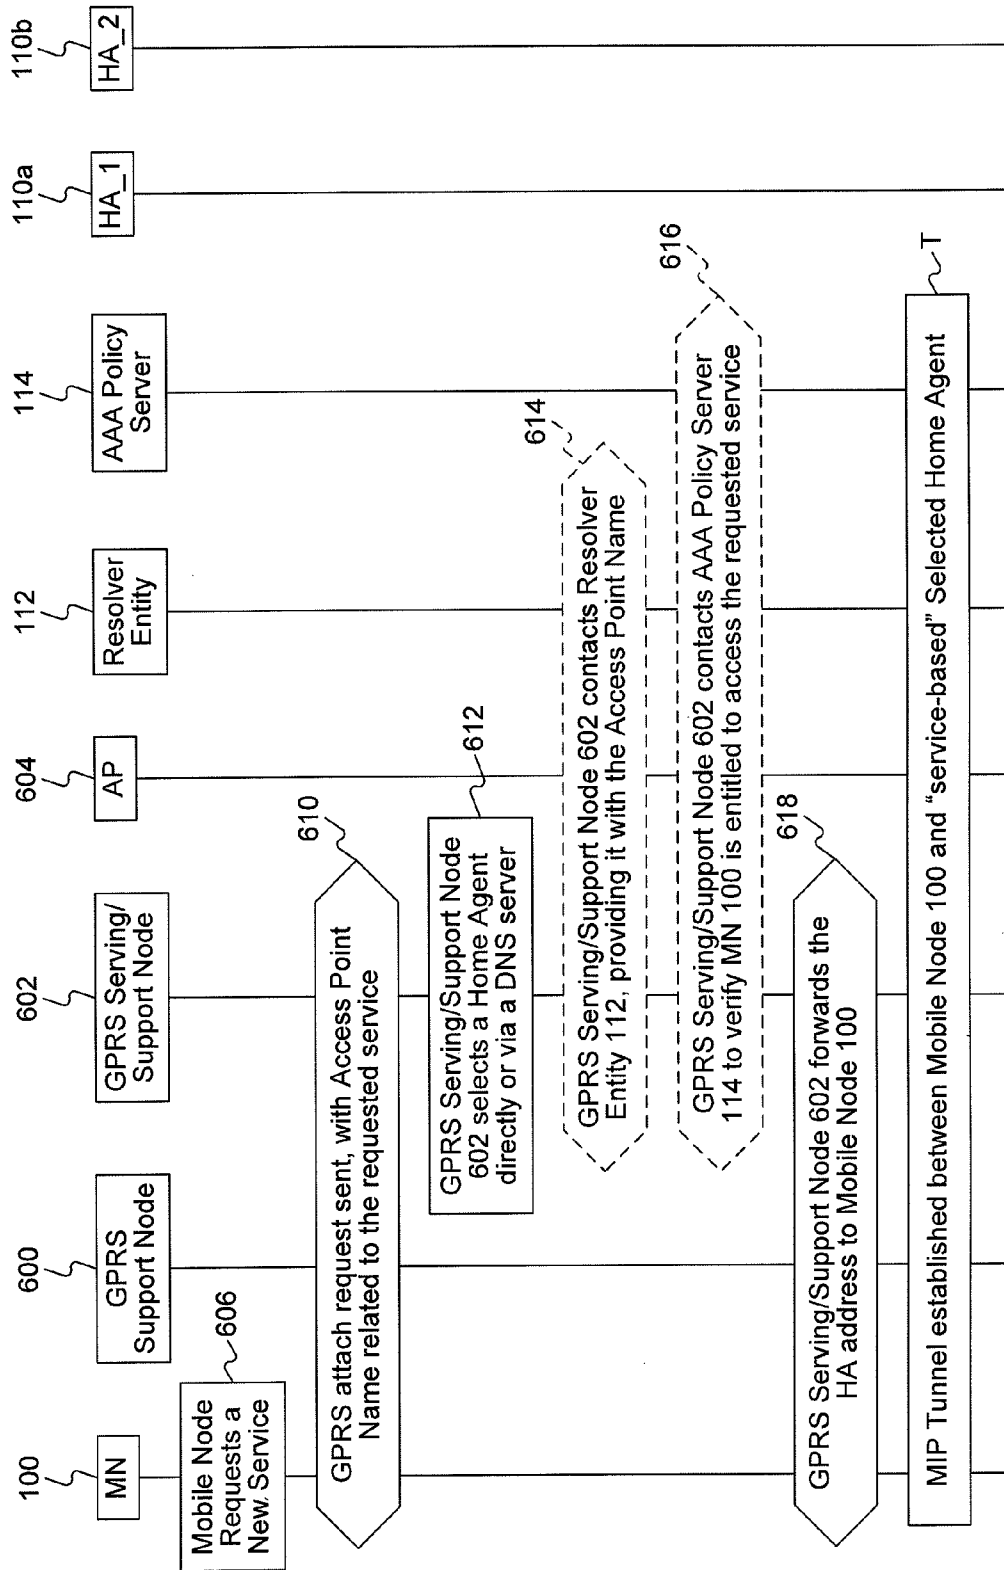 100
MN
600
GPRS
Support Node
602
GPRS Serving/
Support Node
604
AP
112
Resolver
Entity
114
AAA Policy
Server
110a
HA_1
110b
HA_2
606
Mobile Node
Requests a
New Service
610
GPRS attach request sent, with Access Point
Name related to the requested service
612
GPRS Serving/Support Node
602 selects a Home Agent
directly or via a DNS server
614
GPRS Serving/Support Node 602 contacts Resolver
Entity 112, providing it with the Access Point Name
616
GPRS Serving/Support Node 602 contacts AAA Policy Server
114 to verify MN 100 is entitled to access the requested service
618
GPRS Serving/Support Node 602 forwards the
HA address to Mobile Node 100
T
MIP Tunnel established between Mobile Node 100 and “service-based” Selected Home Agent